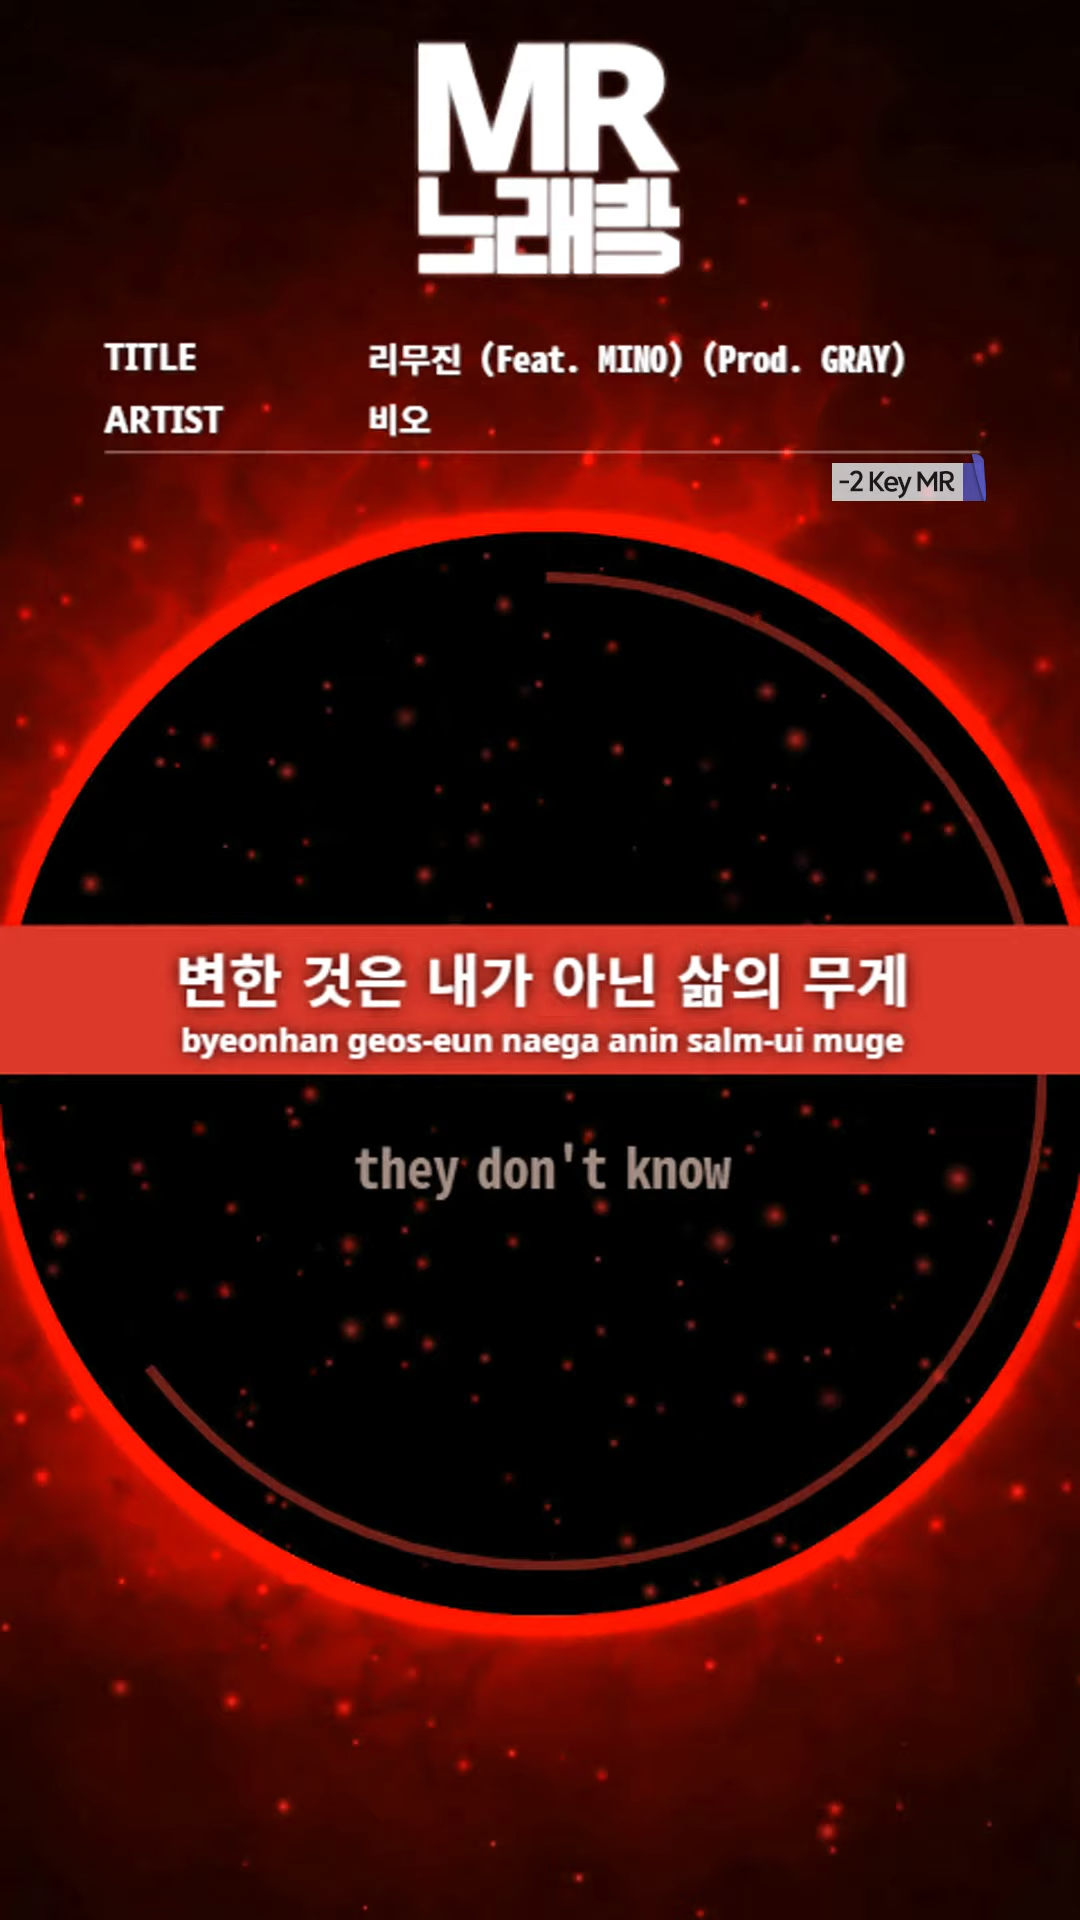 MR
노래방
TITLE 리무진 (Feat. MINO) (Prod. GRAY)
ARTIST 비오
-2 Key MR
변한 것은 내가 아닌 삶의 무게
byeonhan geos-eun naega anin salm-ui muge
they don't know